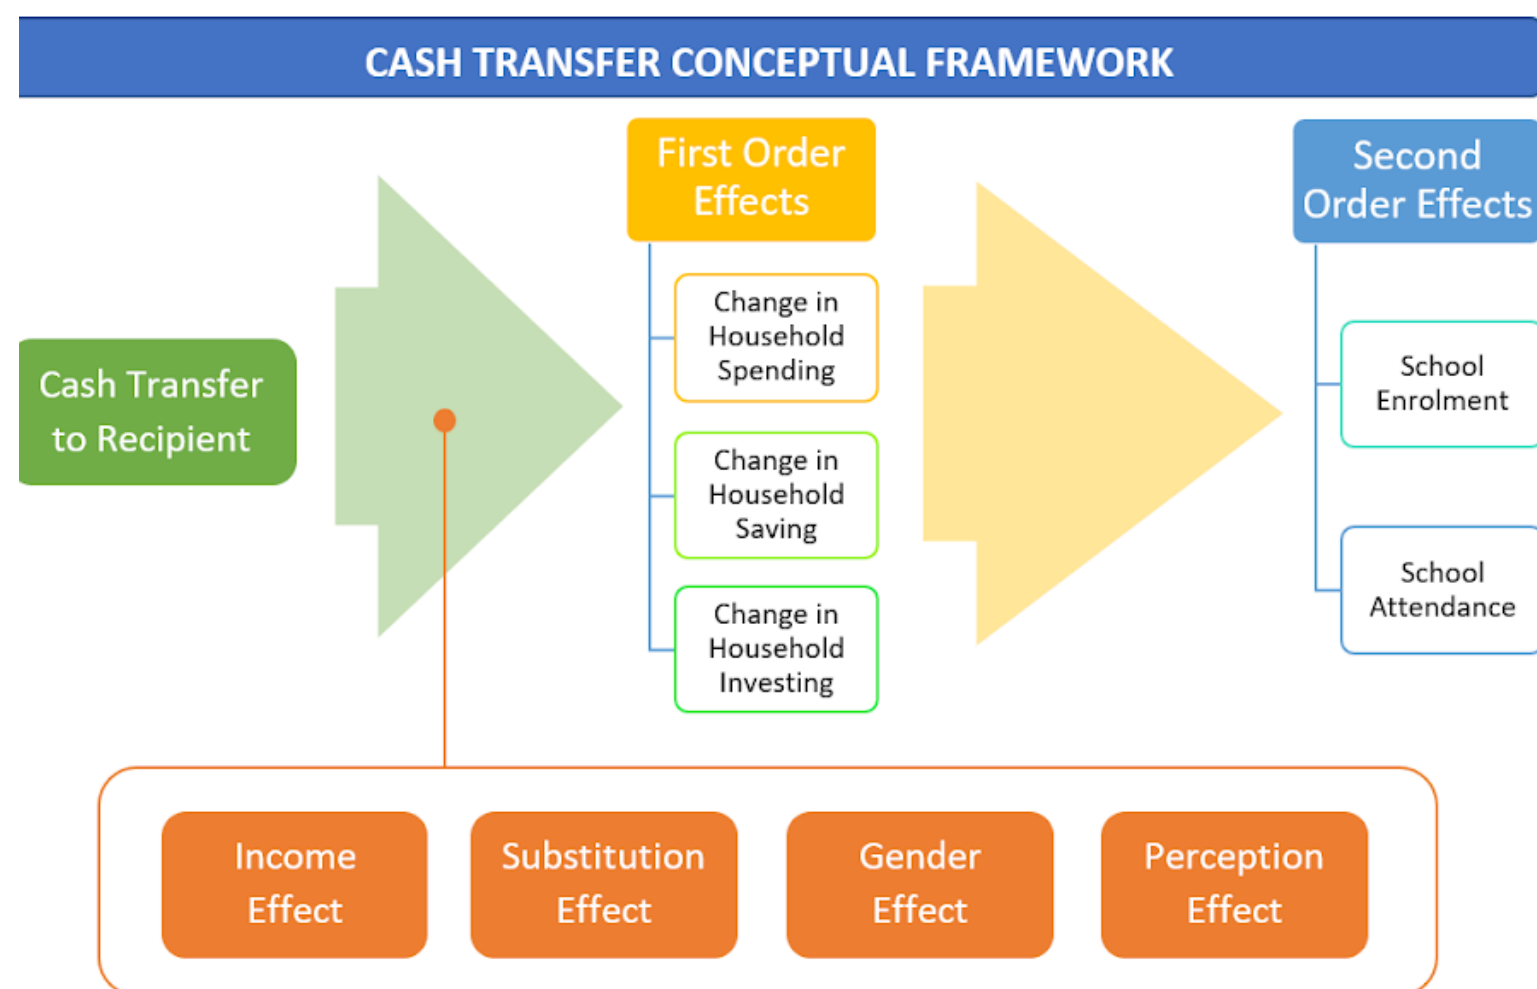 CASH TRANSFER CONCEPTUAL FRAMEWORK
Cash Transfer
to Recipient
First Order
Effects
Change in
Household
Spending
Change in
Household
Saving
Change in
Household
Investing
Second
Order Effects
School
Enrolment
School
Attendance
Income
Effect
Substitution
Effect
Gender
Effect
Perception
Effect